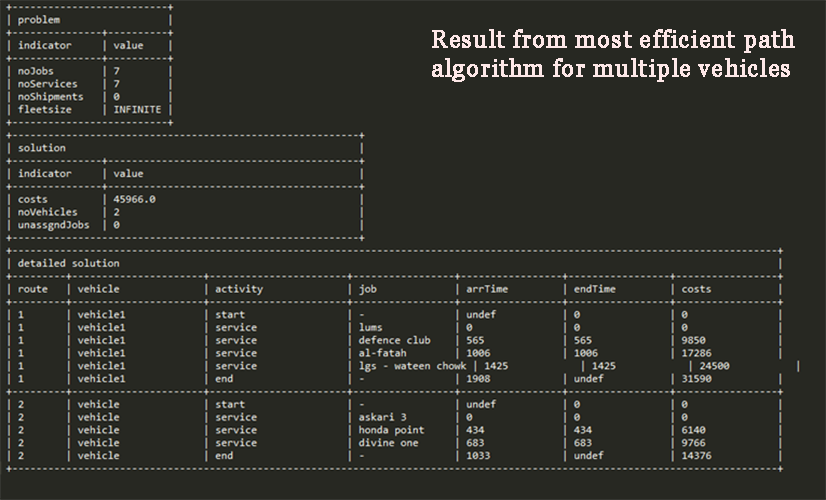 Result from most efficient path
algorithm for multiple vehicles
+--------------------------+
| problem                  |
+---------------+----------+
| indicator     | value    |
+---------------+----------+
| noJobs        | 7        |
| noServices    | 7        |
| noShipments   | 0        |
| fleetsize     | INFINITE |
+--------------------------+
+----------------------------------------------------------+
| solution                                                 |
+---------------+------------------------------------------+
| indicator     | value                                    |
+---------------+------------------------------------------+
| costs         | 45966.0                                  |
| noVehicles    | 2                                        |
| unassgndJobs  | 0                                        |
+----------------------------------------------------------+
| detailed solution |
| route | vehicle | activity | job | arrTime | endTime | costs |
| 1 | vehicle1 | start | - | undef | 0 | 0 |
| 1 | vehicle1 | service | lums | 0 | 0 | 0 |
| 1 | vehicle1 | service | defence club | 565 | 565 | 9850 |
| 1 | vehicle1 | service | al-fatah | 1006 | 1006 | 17286 |
| 1 | vehicle1 | service | lgs - wateen chowk | 1425 | 1425 | 24500 |
| 1 | vehicle1 | end | - | 1908 | undef | 31590 |
| 2 | vehicle | start | - | undef | 0 | 0 |
| 2 | vehicle | service | askari 3 | 0 | 0 | 0 |
| 2 | vehicle | service | honda point | 434 | 434 | 6140 |
| 2 | vehicle | service | divine one | 683 | 683 | 9766 |
| 2 | vehicle | end | - | 1033 | undef | 14376 |